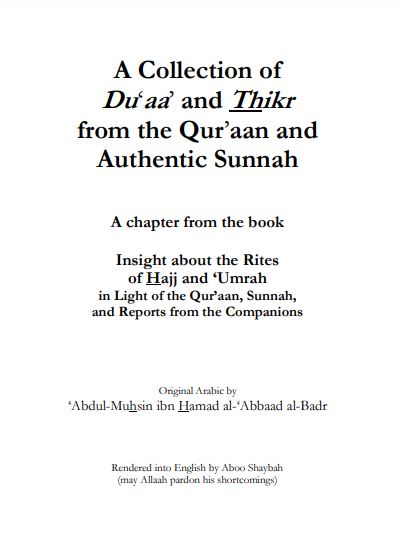 A Collection of
Du‘aa’ and Thikr
from the Qur’aan and
Authentic Sunnah
A chapter from the book
Insight about the Rites
of Hajj and ‘Umrah
in Light of the Qur’aan, Sunnah,
and Reports from the Companions
Original Arabic by
‘Abdul-Muhsin ibn Hamad al-‘Abbaad al-Badr
Rendered into English by Aboo Shaybah
(may Allaah pardon his shortcomings)